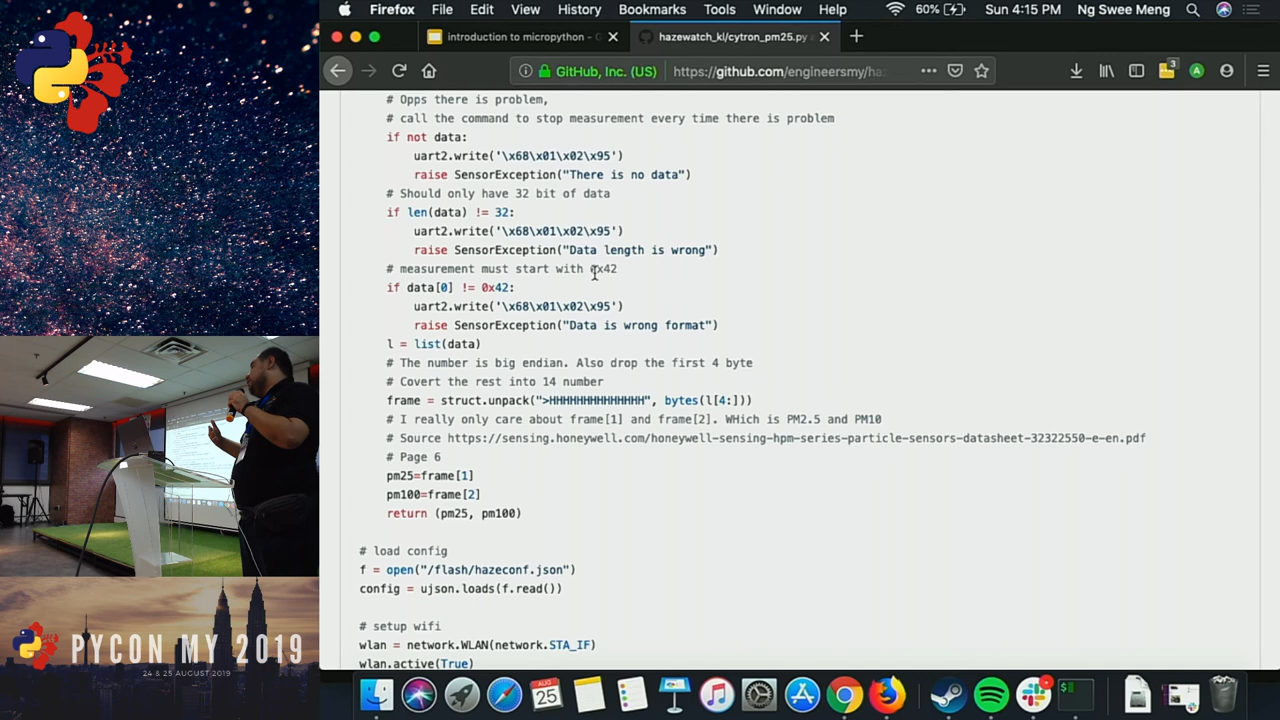 Firefox File Edit View History Bookmarks Tools Window Help 60% Sun 4:15 PM Ng Swee Meng
introduction to micropython - G
hazewatch_kl/cytron_pm25.py
GitHub, Inc. (US) https://github.com/engineersmy/haz
3
A
# Opps there is problem,
# call the command to stop measurement every time there is problem
if not data:
uart2.write('\x68\x01\x02\x95')
raise SensorException("There is no data")
# Should only have 32 bit of data
if len(data) != 32:
uart2.write('\x68\x01\x02\x95')
raise SensorException("Data length is wrong")
# measurement must start with 0x42
if data[0] != 0x42:
uart2.write('\x68\x01\x02\x95')
raise SensorException("Data is wrong format")
l = list(data)
# The number is big endian. Also drop the first 4 byte
# Covert the rest into 14 number
frame = struct.unpack(">HHHHHHHHHHHHHH", bytes(l[4:]))
# I really only care about frame[1] and frame[2]. WHich is PM2.5 and PM10
# Source https://sensing.honeywell.com/honeywell-sensing-hpm-series-particle-sensors-datasheet-32322550-e-en.pdf
# Page 6
pm25=frame[1]
pm100=frame[2]
return (pm25, pm100)
# load config
f = open("/flash/hazeconf.json")
config = ujson.loads(f.read())
# setup wifi
wlan = network.WLAN(network.STA_IF)
wlan.active(True)
PYCON MY 2019
24 & 25 AUGUST 2019
AUG
25
$